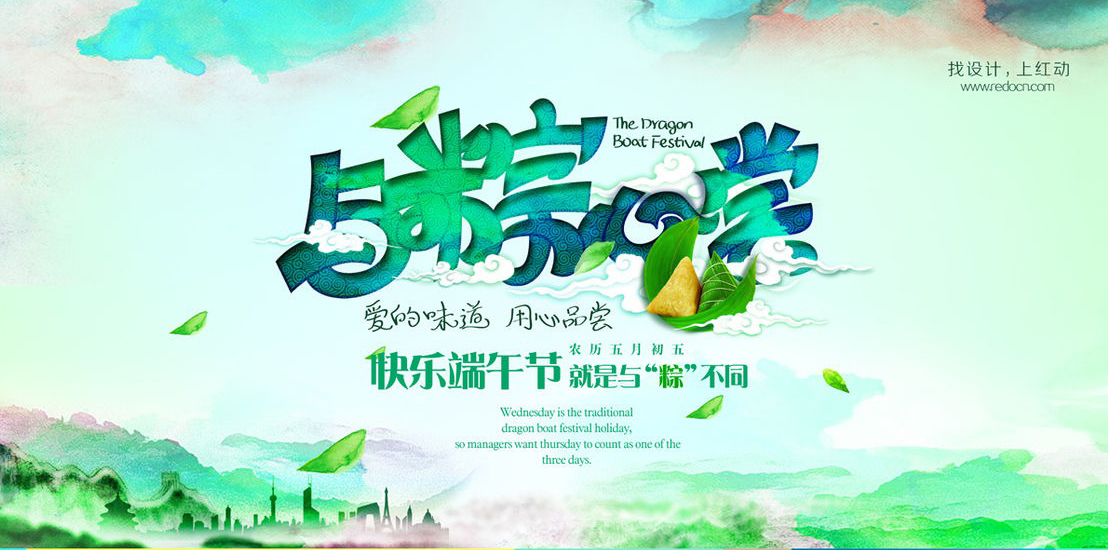 找设计，上红动
www.redocn.com
The Dragon
Boat Festival
与粽心尝
爱的味道 用心品尝
农历五月初五
快乐端午节 就是与“粽”不同
Wednesday is the traditional
dragon boat festival holiday,
so managers want thursday to count as one of the
three days.